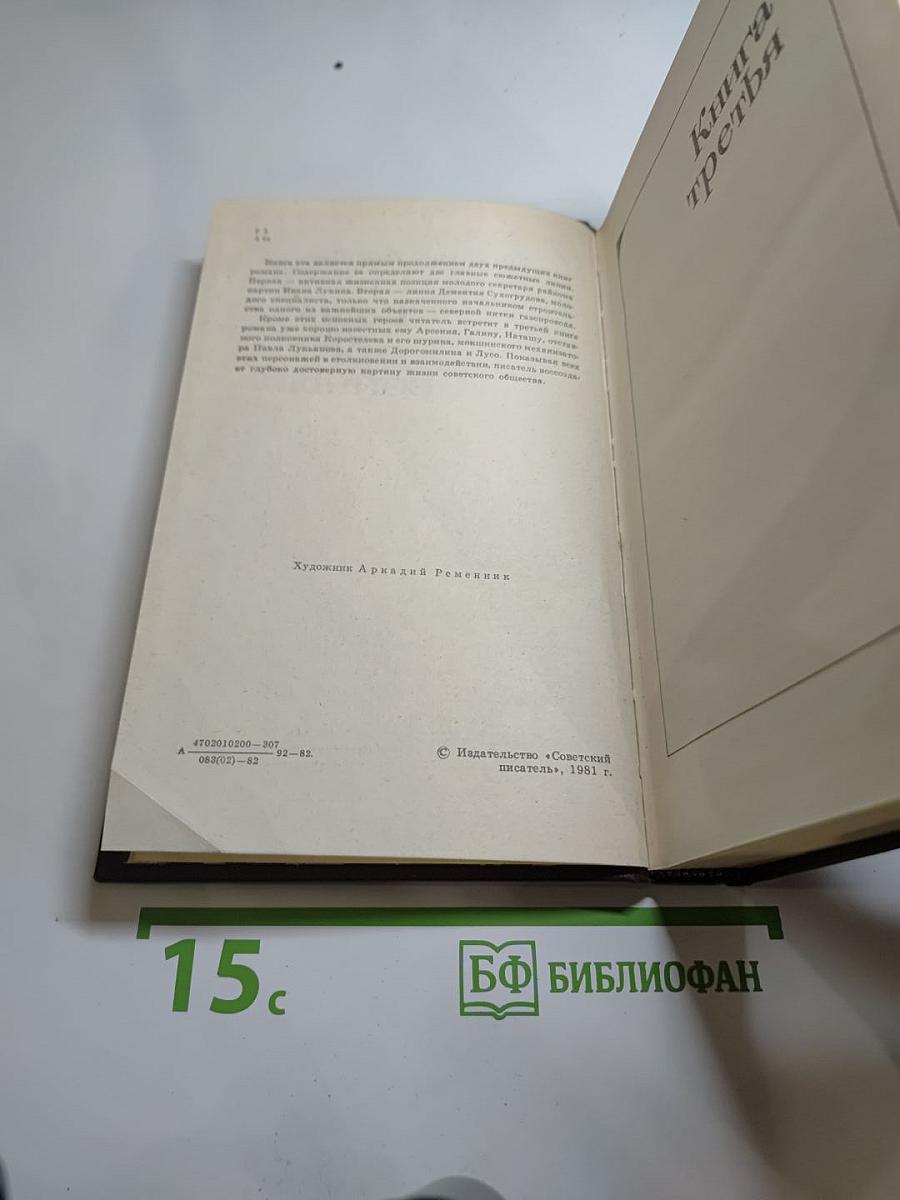 Р 2
Книга эта является прямым продолжением двух предыдущих книг
романа. Содержание ее определяют две главные сюжетные линии.
Первая — активная жизненная позиция молодого секретаря райкома
партии Ивана Лукина. Вторая — линия Дементия Сухогрудова, моло-
дого специалиста, только что назначенного начальником строитель-
ства одного из важнейших объектов — северной нитки газопровода.
Кроме этих основных героев читатель встретит в третьей книге
романа уже хорошо известных ему Арсения, Галину, Наташу, отстав-
ного полковника Коростелева и его шурина, мокшинского механизато-
ра Павла Лукьянова, а также Дорогомилина и Лусо. Показывая всех
этих персонажей в столкновении и взаимодействии, писатель воссозда-
ет глубоко достоверную картину жизни советского общества.
Художник Аркадий Ременник
А 4702010200—307 92—82.
083(02)—82
© Издательство «Советский
писатель», 1981 г.
Книга
третья
15 с
БФ БИБЛИОФАН